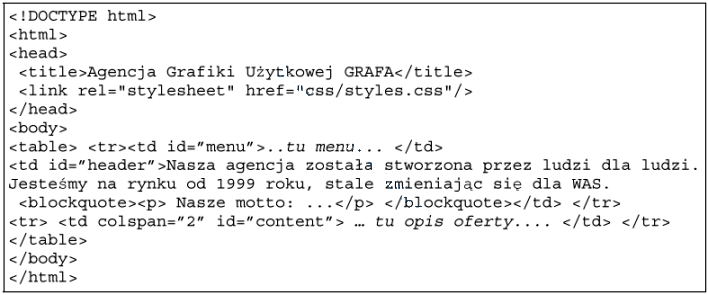 <!DOCTYPE html>
<html>
<head>
 <title>Agencja Grafiki Użytkowej GRAFA</title>
 <link rel="stylesheet" href="css/styles.css"/>
</head>
<body>
<table> <tr><td id="menu">..tu menu... </td>
<td id="header">Nasza agencja została stworzona przez ludzi dla ludzi.
Jesteśmy na rynku od 1999 roku, stale zmieniając się dla WAS.
 <blockquote><p> Nasze motto: ...</p> </blockquote></td> </tr>
<tr> <td colspan="2" id="content"> … tu opis oferty.... </td> </tr>
</table>
</body>
</html>